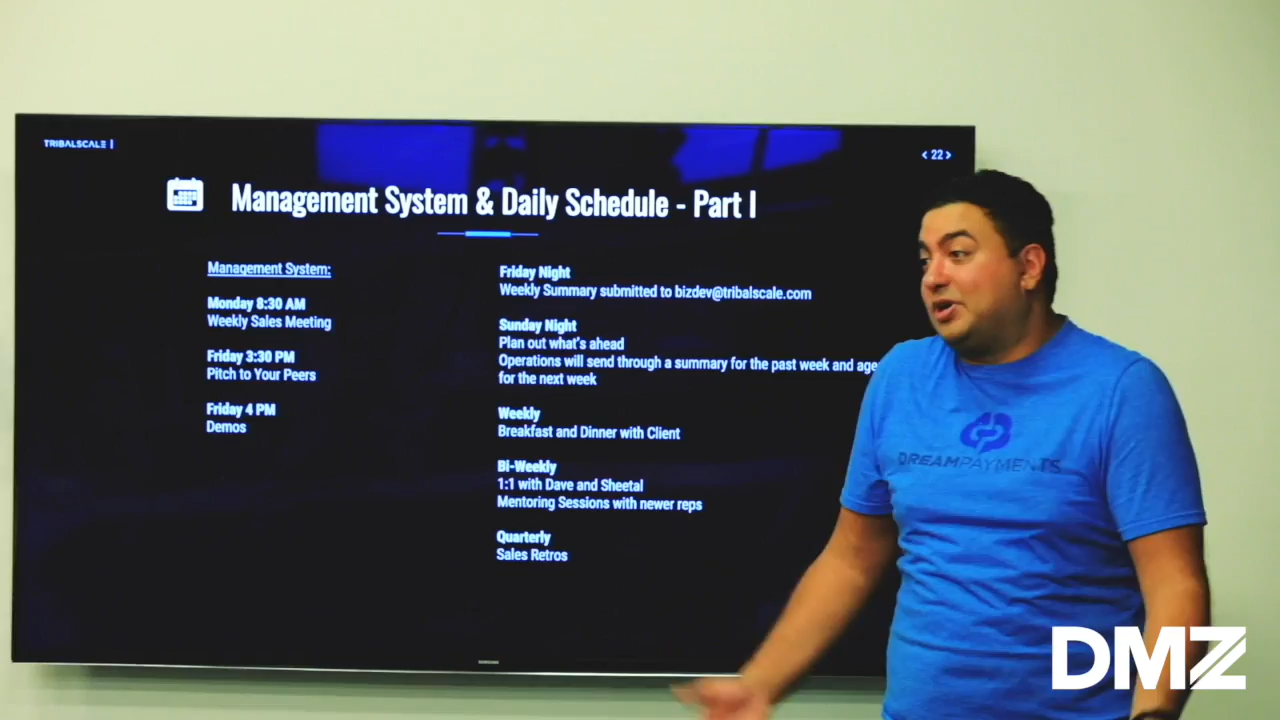 TRIBALSCALE
< 22 >
Management System & Daily Schedule - Part I
Management System:
Monday 8:30 AM
Weekly Sales Meeting
Friday 3:30 PM
Pitch to Your Peers
Friday 4 PM
Demos
Friday Night
Weekly Summary submitted to bizdev@tribalscale.com
Sunday Night
Plan out what's ahead
Operations will send through a summary for the past week and age
for the next week
Weekly
Breakfast and Dinner with Client
Bi-Weekly
1:1 with Dave and Sheetal
Mentoring Sessions with newer reps
Quarterly
Sales Retros
SAMSUNG
DREAMPAYMENTS
DMZ